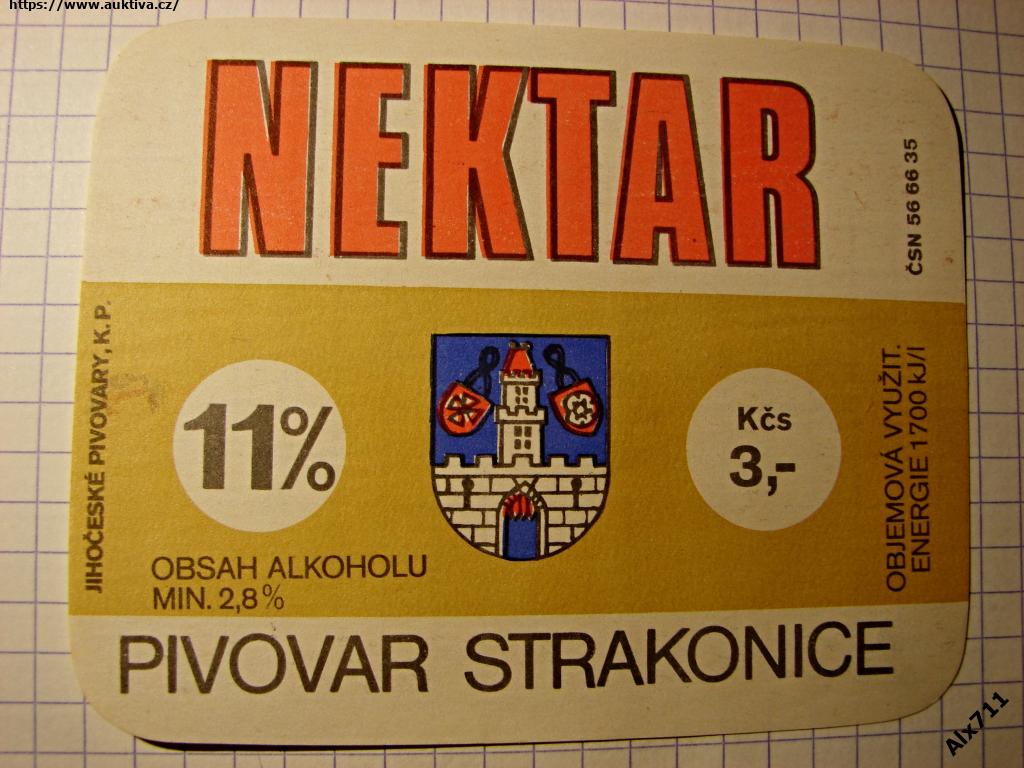 https://www.auktiva.cz/
NEKTAR
ČSN 56 66 35
JIHOČESKÉ PIVOVARY, K. P.
11%
Kčs
3,-
OBJEMOVÁ VYUŽIT.
ENERGIE 1700 kJ/l
OBSAH ALKOHOLU
MIN. 2,8%
PIVOVAR STRAKONICE
Alx711